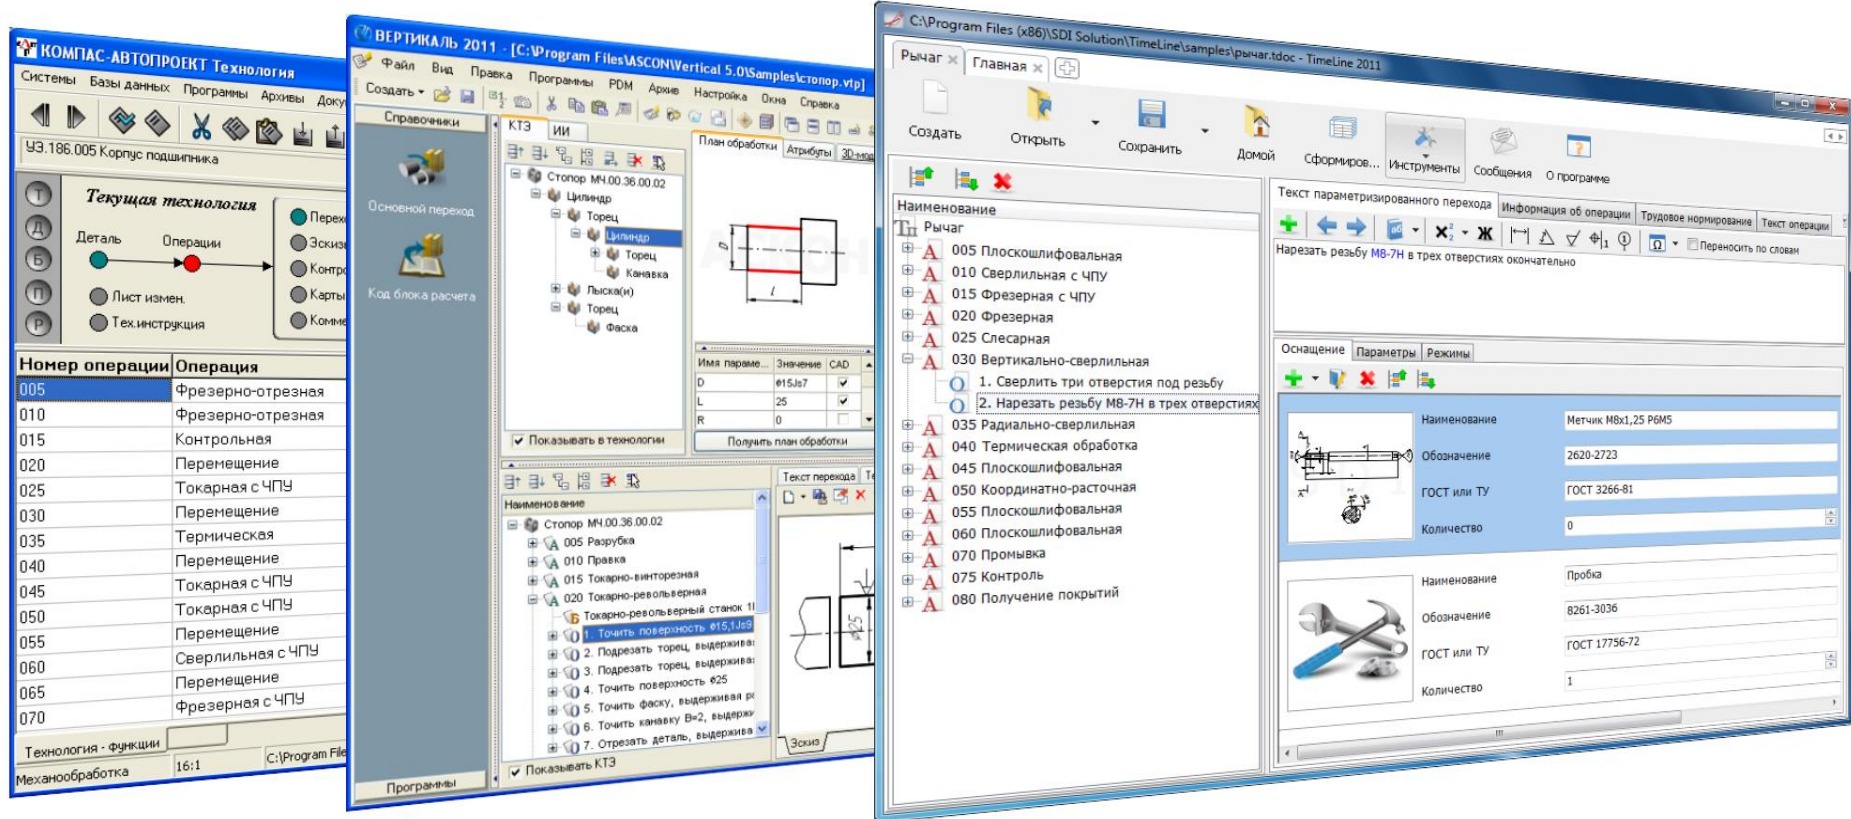 КОМПАС-АВТОПРОЕКТ Технология
Системы Базы данных Программы Архивы
УЭ.186.005 Корпус подшипника
Т
Д
Б
П
Р
Текущая технология
Деталь Операции
Лист измен.
Тех.инструкция
Номер операции Операция
005 Фрезерно-отрезная
010 Фрезерно-отрезная
015 Контрольная
020 Перемещение
025 Токарная с ЧПУ
030 Перемещение
035 Термическая
040 Перемещение
045 Токарная с ЧПУ
050 Токарная с ЧПУ
055 Перемещение
060 Сверлильная с ЧПУ
065 Перемещение
070 Фрезерная с ЧПУ
Технология - функции
Механообработка 16:1 C:\Program File
ВЕРТИКАЛЬ 2011 - [C:\Program Files\ASCON\Vertical 5.0\Samples\стопор.vtp]
Файл Вид Правка Программы PDM Архив Настройка Окна Справка
Создать
Справочники
Основной переход
Код блока расчета
Программы
КТЭ ИИ
Стопор МЧ.00.36.00.02
Цилиндр
Торец
Цилиндр
Торец
Канавка
Лыска(и)
Торец
Фаска
Показывать в технологии
План обработки Атрибуты 3D-мод
D
l
Имя параме... Значение CAD
D ø15Js7
L 25
R 0
Получить план обработки
Наименование
Стопор МЧ.00.36.00.02
005 Разрубка
010 Правка
015 Токарно-винторезная
020 Токарно-револьверная
Токарно-револьверный станок 1
1. Точить поверхность ø15,1Js9
2. Подрезать торец, выдержива
3. Подрезать торец, выдержива
4. Точить поверхность ø25
5. Точить фаску, выдерживая р
6. Точить канавку B=2, выдержи
7. Отрезать деталь, выдержива
Показывать КТЭ
Текст перехода
ø25
Эскиз
C:\Program Files (x86)\SDI Solution\TimeLine\samples\рычаг.tdoc - TimeLine 2011
Рычаг Главная
Создать Открыть Сохранить Домой Сформиров... Инструменты Сообщения О программе
Наименование
Тп Рычаг
А 005 Плоскошлифовальная
А 010 Сверлильная с ЧПУ
А 015 Фрезерная с ЧПУ
А 020 Фрезерная
А 025 Слесарная
А 030 Вертикально-сверлильная
О 1. Сверлить три отверстия под резьбу
О 2. Нарезать резьбу М8-7Н в трех отверстиях
А 035 Радиально-сверлильная
А 040 Термическая обработка
А 045 Плоскошлифовальная
А 050 Координатно-расточная
А 055 Плоскошлифовальная
А 060 Плоскошлифовальная
А 070 Промывка
А 075 Контроль
А 080 Получение покрытий
Текст параметризированного перехода Информация об операции Трудовое нормирование Текст операции
Ж Переносить по словам
Нарезать резьбу М8-7Н в трех отверстиях окончательно
Оснащение Параметры Режимы
Наименование Метчик М8х1,25 Р6М5
Обозначение 2620-2723
ГОСТ или ТУ ГОСТ 3266-81
Количество 0
Наименование Пробка
Обозначение 8261-3036
ГОСТ или ТУ ГОСТ 17756-72
Количество 1